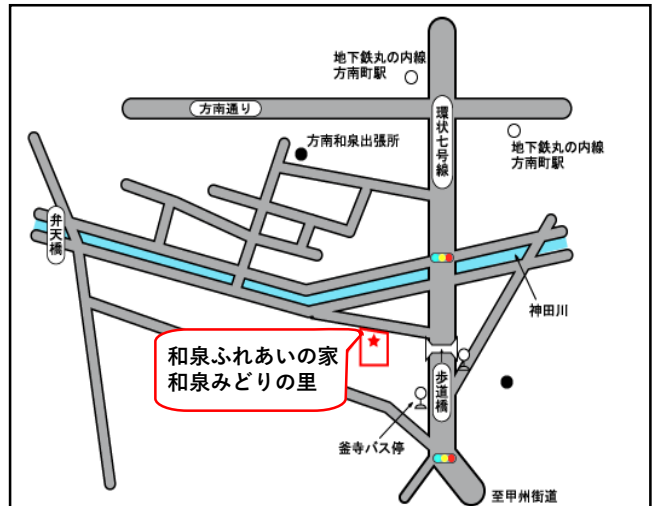 地下鉄丸の内線
方南町駅
方南通り
環状七号線
方南和泉出張所
地下鉄丸の内線
方南町駅
弁天橋
神田川
和泉ふれあいの家
和泉みどりの里
歩道橋
釜寺バス停
至甲州街道